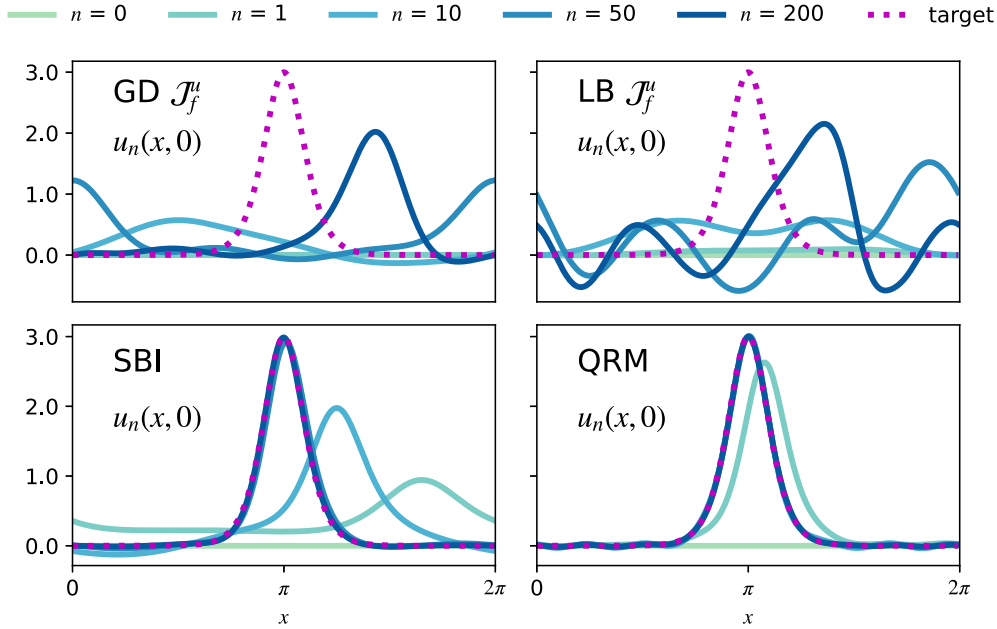 n = 0 n = 1 n = 10 n = 50 n = 200 target
3.0
2.0
1.0
0.0
GD 𝒥_f^u
u_n(x, 0)
LB 𝒥_f^u
u_n(x, 0)
3.0
2.0
1.0
0.0
SBI
u_n(x, 0)
QRM
u_n(x, 0)
0 π 2π
0 π 2π
x
x